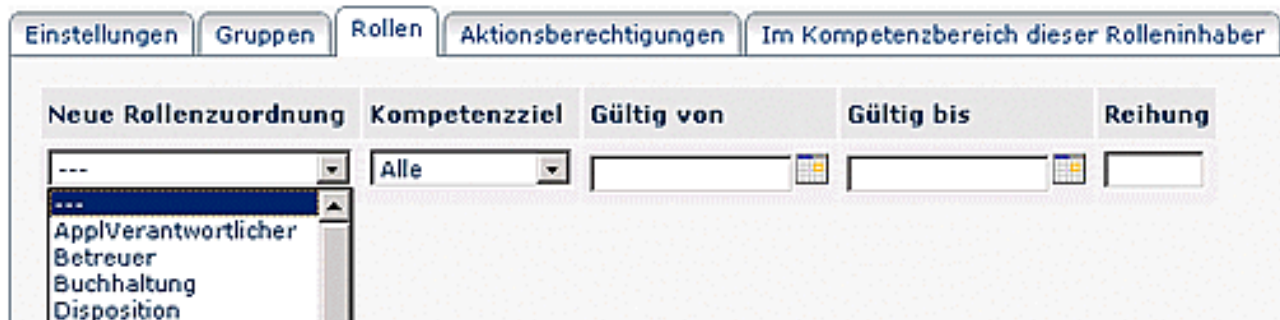 Einstellungen Gruppen Rollen Aktionsberechtigungen Im Kompetenzbereich dieser Rolleninhaber
Neue Rollenzuordnung Kompetenzziel Gültig von Gültig bis Reihung
--- Alle
---
ApplVerantwortlicher
Betreuer
Buchhaltung
Disposition